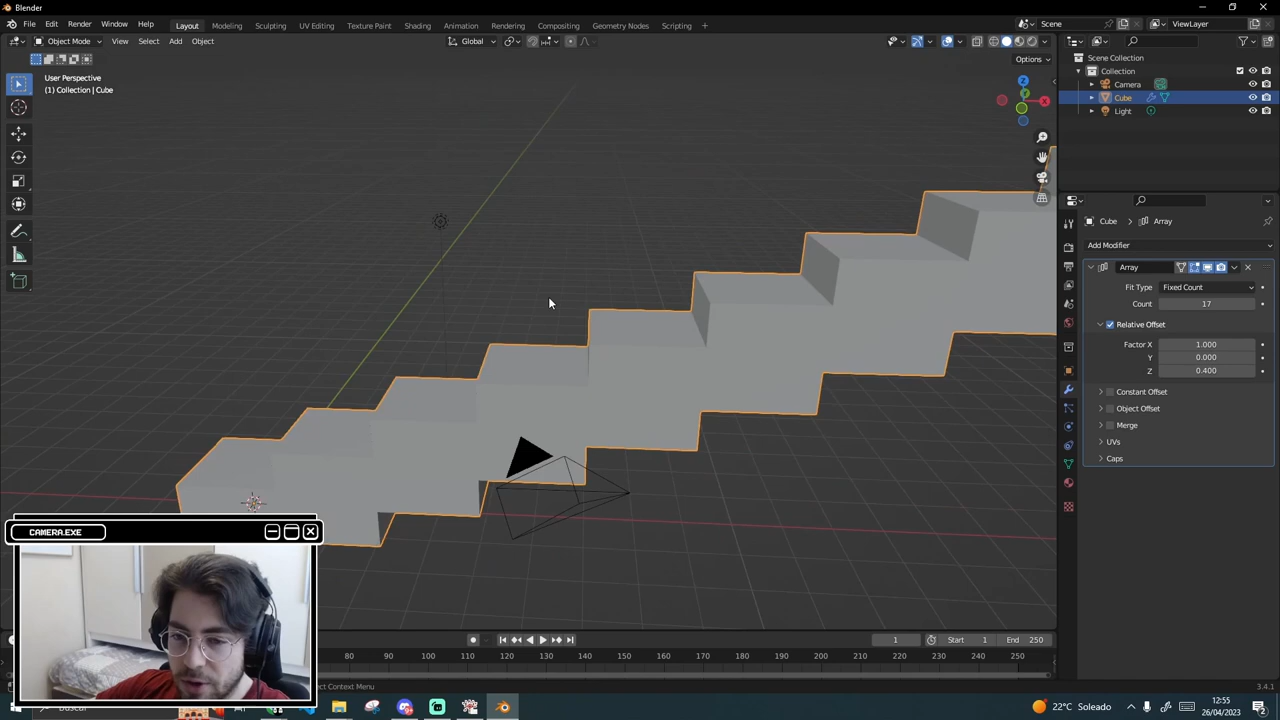 Blender
File Edit Render Window Help
Layout Modeling Sculpting UV Editing Texture Paint Shading Animation Rendering Compositing Geometry Nodes Scripting +
Scene
ViewLayer
Object Mode View Select Add Object
Global
Options
User Perspective
(1) Collection | Cube
Z
Y
X
Scene Collection
Collection
Camera
Cube
Light
Cube > Array
Add Modifier
Array
Fit Type Fixed Count
Count 17
Relative Offset
Factor X 1.000
Y 0.000
Z 0.400
Constant Offset
Object Offset
Merge
UVs
Caps
CAMERA.EXE
1 Start 1 End 250
80 90 100 110 120 130 140 150 160 170 180 190 200 210 220 230 240 250
Context Menu
3.4.1
Buscar
22°C Soleado
12:55
26/04/2023